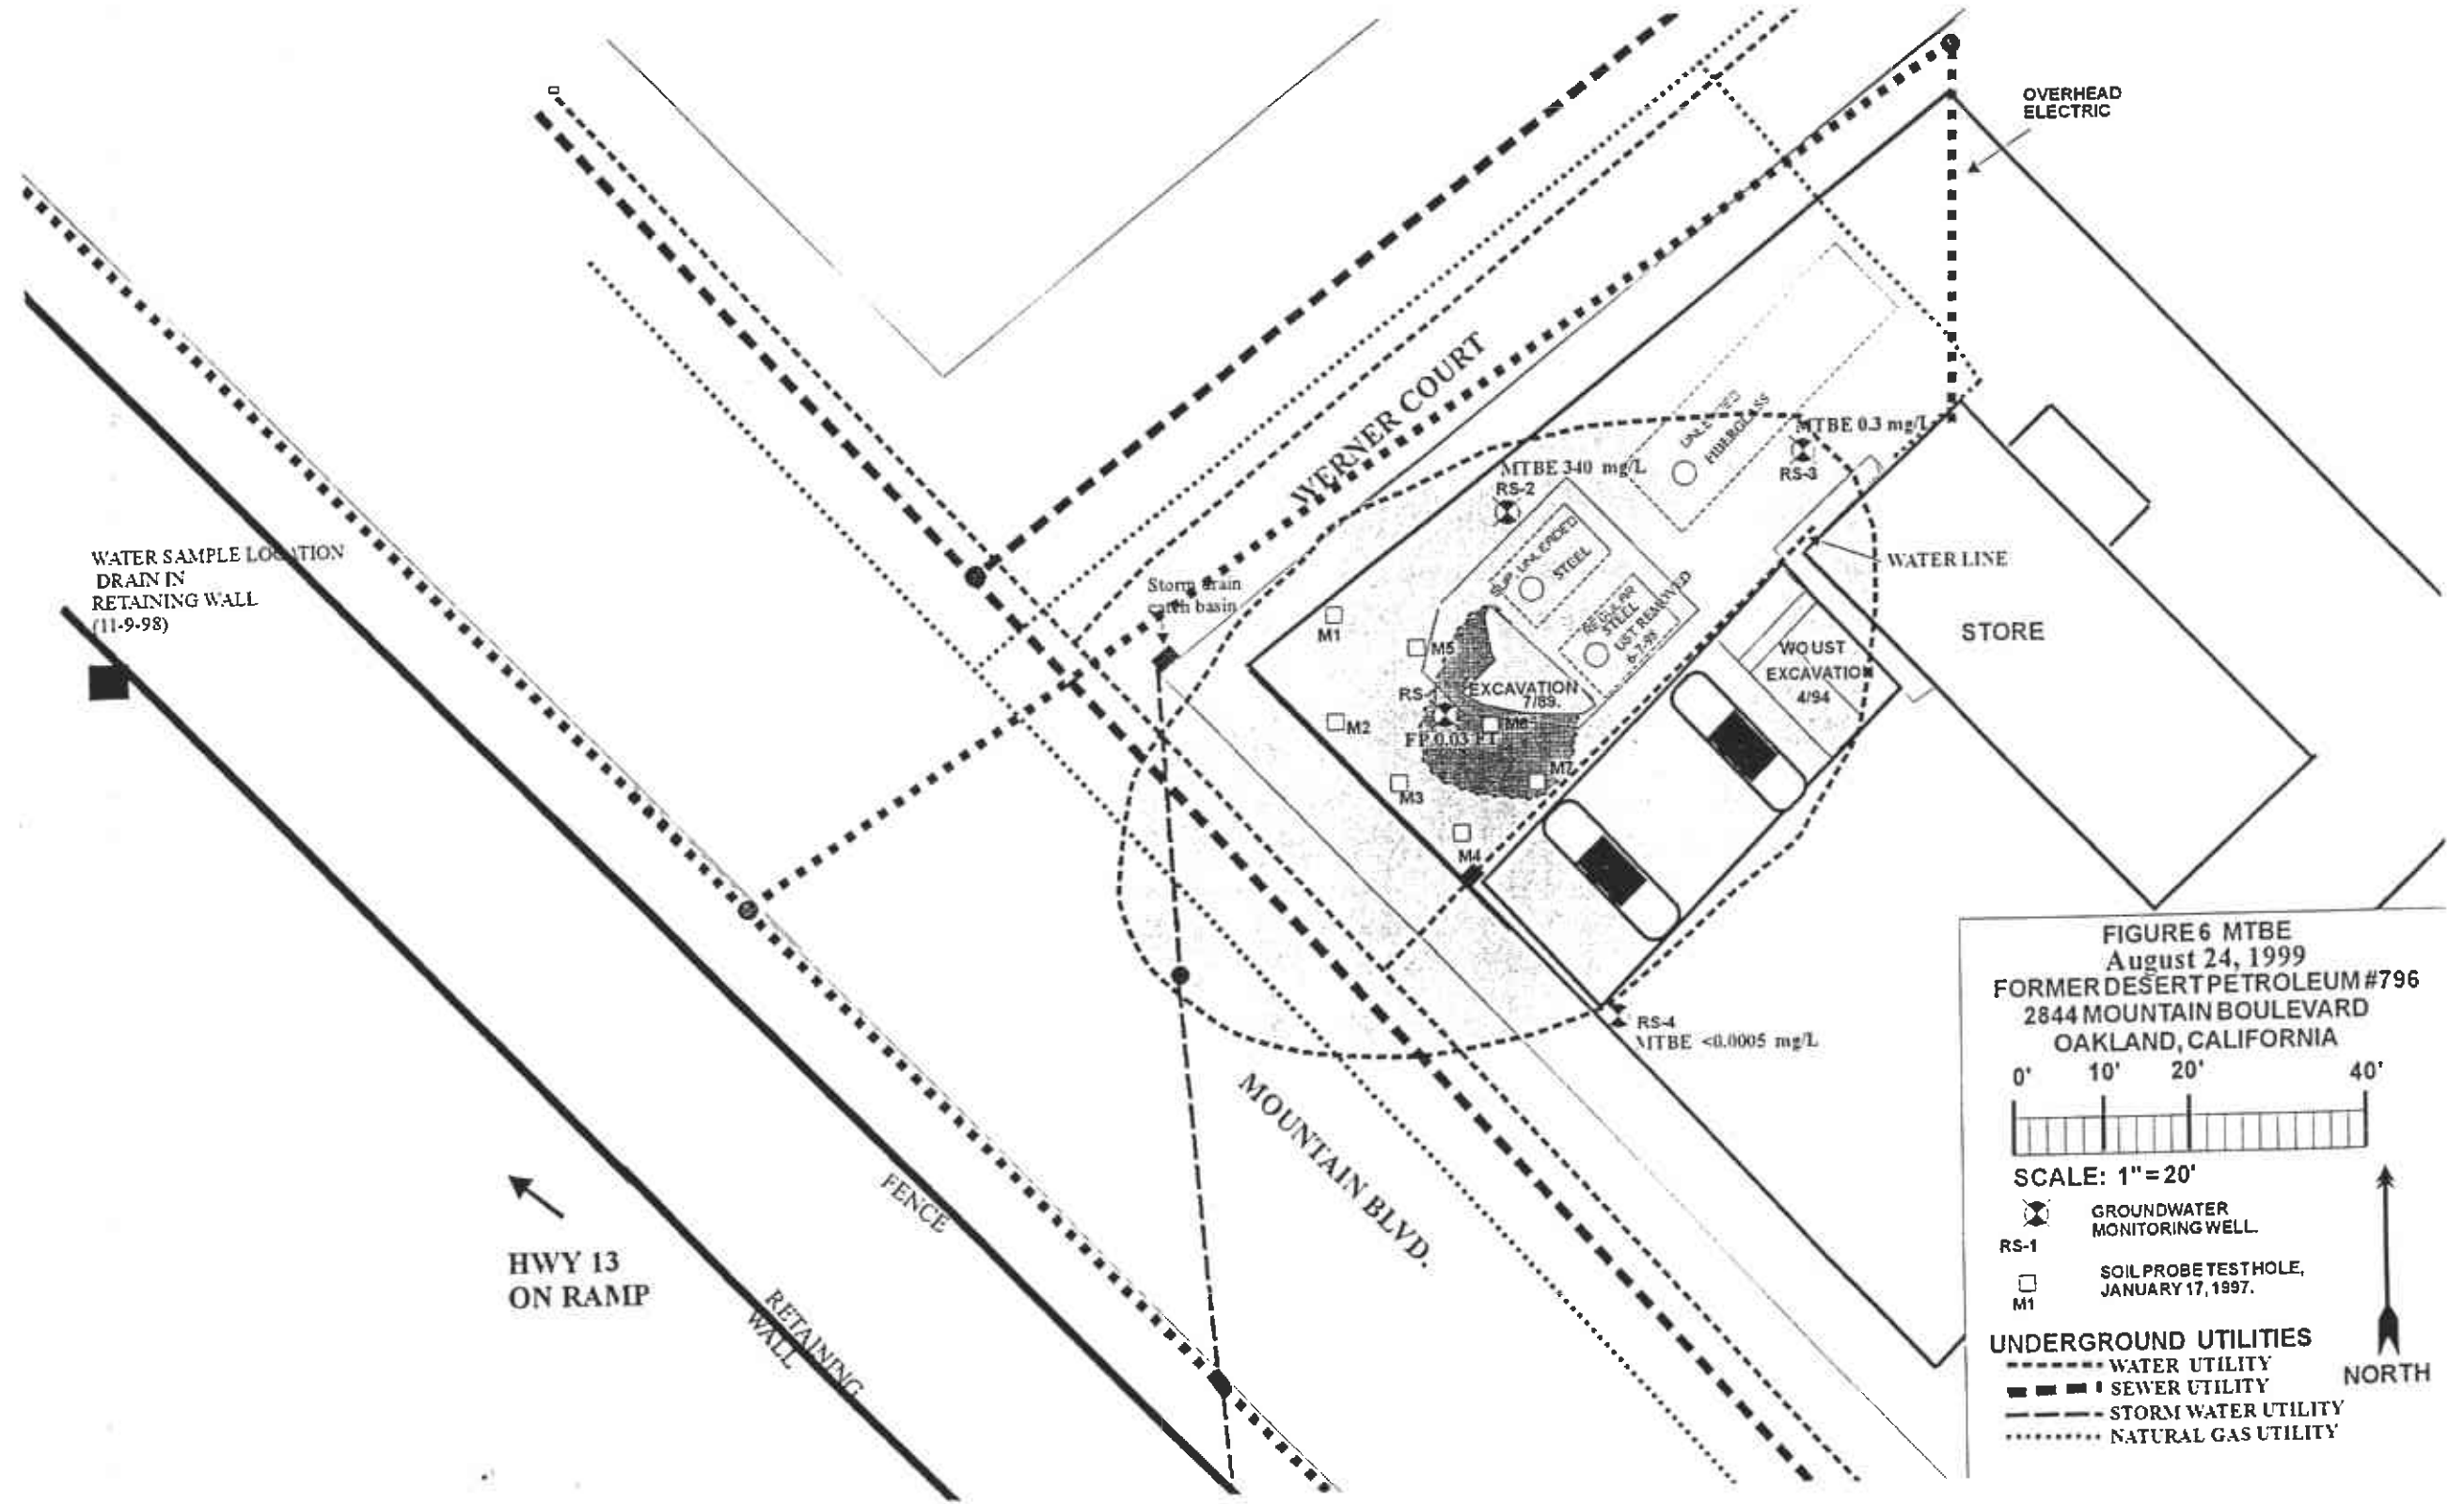 OVERHEAD
ELECTRIC
WERNER COURT
UNLEADED
FIBERGLASS
MTBE 0.3 mg/L
RS-3
MTBE 340 mg/L
RS-2
SUP. UNLEADED
STEEL
REGULAR
STEEL
UST REMOVED
WATER LINE
STORE
WO UST
EXCAVATION
4/94
WATER SAMPLE LOCATION
DRAIN IN
RETAINING WALL
(11-9-98)
Storm drain
catch basin
M1
M5
RS-1
EXCAVATION
7/89.
M6
M2
FP 0.03 FT
M7
M3
M4
RS-4
MTBE <0.0005 mg/L
MOUNTAIN BLVD.
FENCE
HWY 13
ON RAMP
RETAINING
WALL
FIGURE 6 MTBE
August 24, 1999
FORMER DESERT PETROLEUM #796
2844 MOUNTAIN BOULEVARD
OAKLAND, CALIFORNIA
0' 10' 20' 40'
SCALE: 1"=20'
GROUNDWATER
MONITORING WELL.
RS-1
SOIL PROBE TEST HOLE,
JANUARY 17, 1997.
M1
UNDERGROUND UTILITIES
WATER UTILITY
SEWER UTILITY
STORM WATER UTILITY
NATURAL GAS UTILITY
NORTH